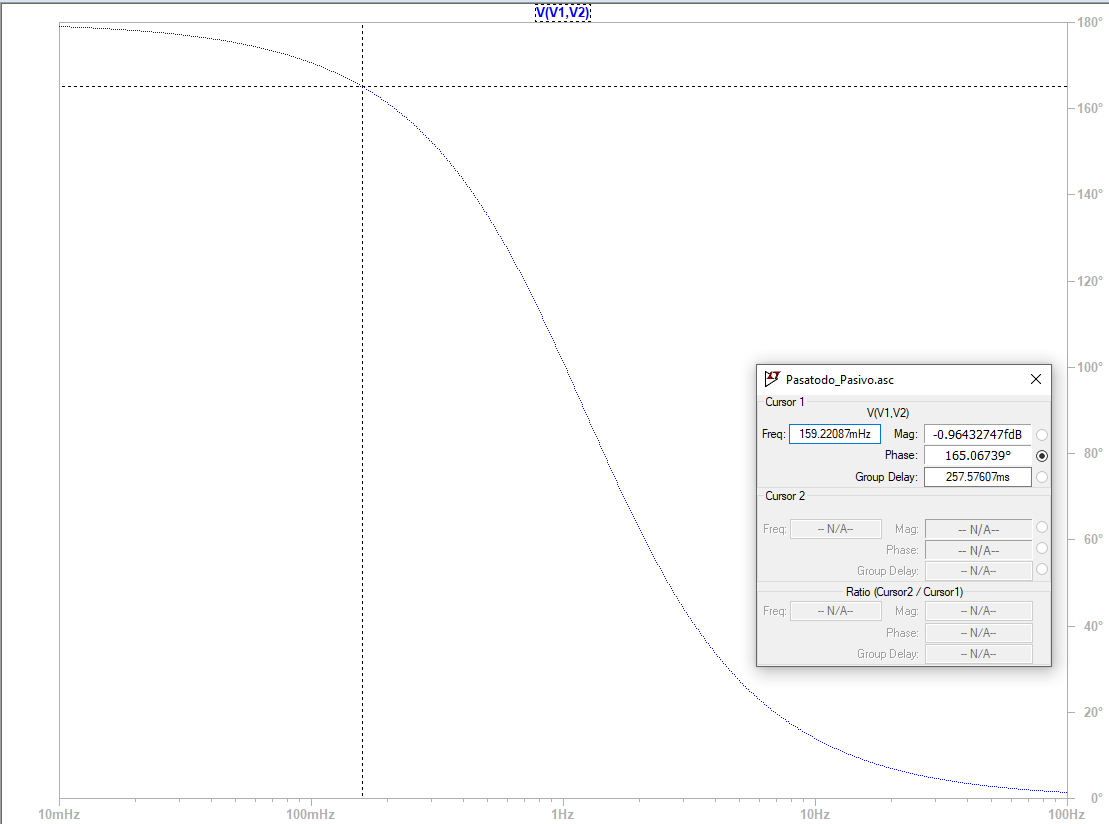 V(V1,V2)
180°
160°
140°
120°
100°
80°
60°
40°
20°
0°
10mHz 100mHz 1Hz 10Hz 100Hz
Pasatodo_Pasivo.asc
Cursor 1
V(V1,V2)
Freq: 159.22087mHz Mag: -0.96432747fdB
Phase: 165.06739°
Group Delay: 257.57607ms
Cursor 2
Freq: -- N/A-- Mag: -- N/A--
Phase: -- N/A--
Group Delay: -- N/A--
Ratio (Cursor2 / Cursor1)
Freq: -- N/A-- Mag: -- N/A--
Phase: -- N/A--
Group Delay: -- N/A--